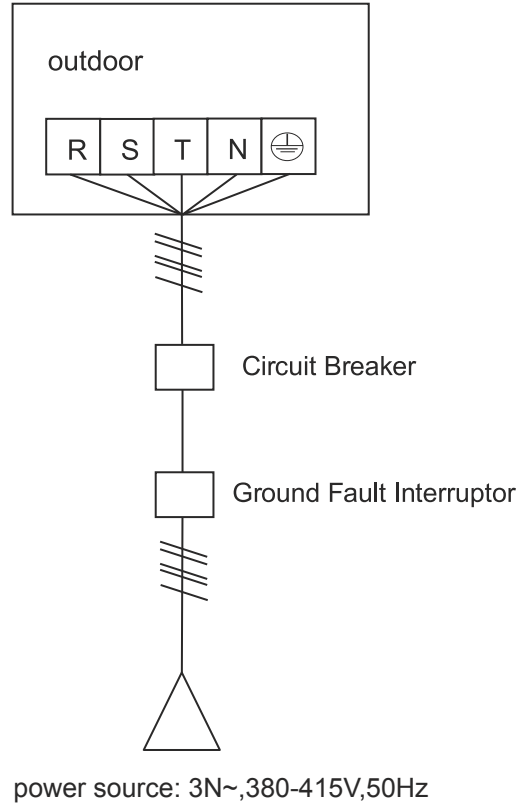 outdoor
R S T N
Circuit Breaker
Ground Fault Interruptor
power source: 3N~,380-415V,50Hz